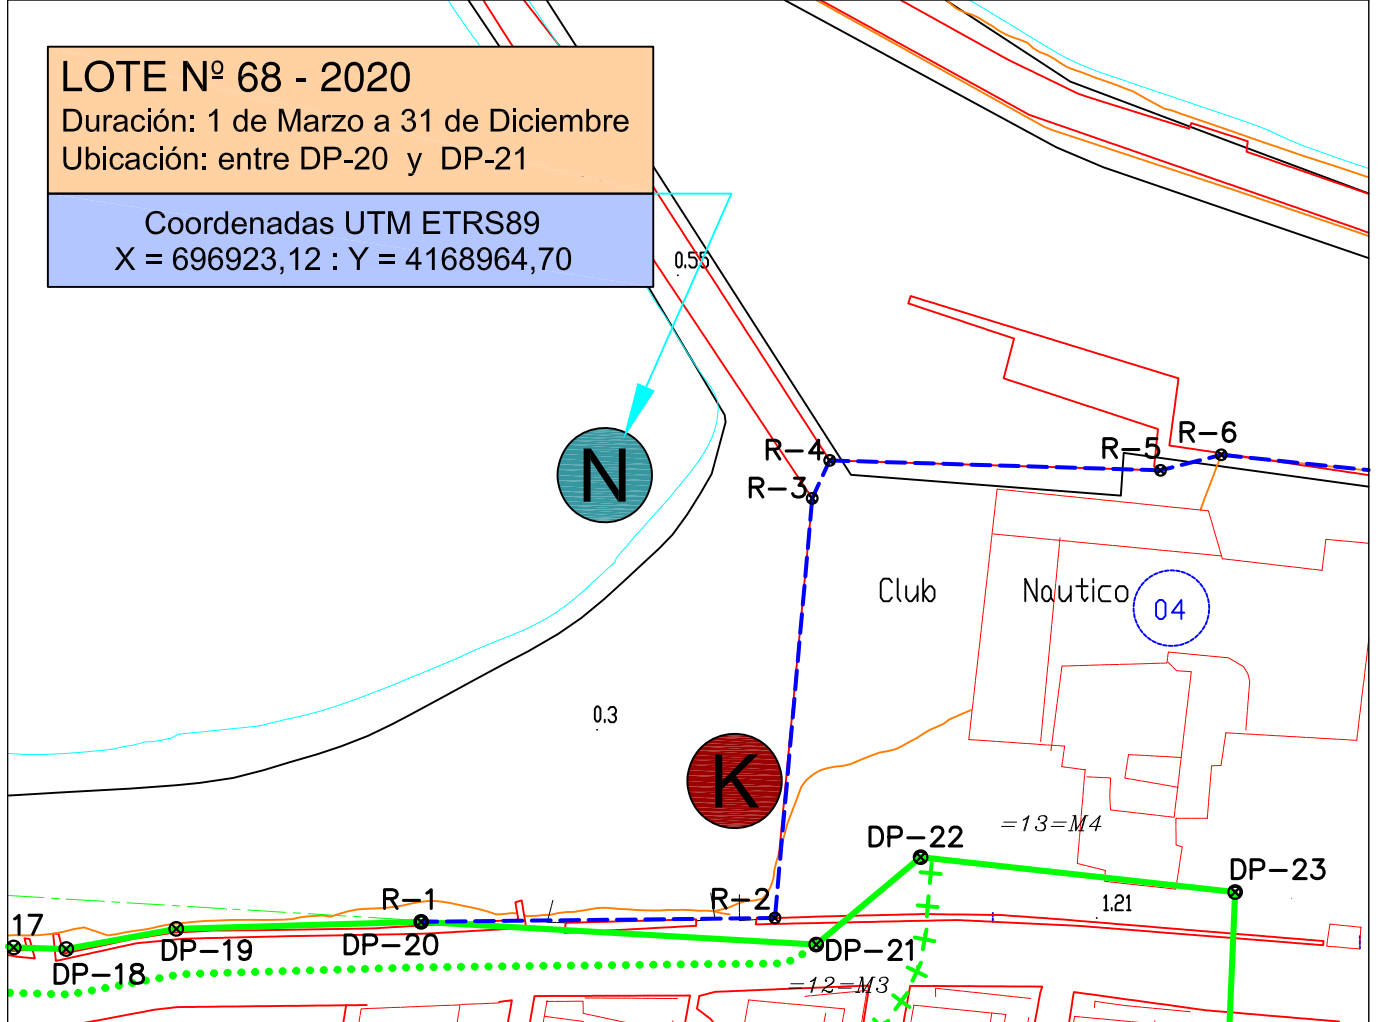 LOTE Nº 68 - 2020
Duración: 1 de Marzo a 31 de Diciembre
Ubicación: entre DP-20 y DP-21
Coordenadas UTM ETRS89
X = 696923,12 : Y = 4168964,70
0.55
N
R-4
R-3
R-5
R-6
Club Nautico
04
0.3
K
=13=M4
DP-22
DP-23
R-1
R-2
1.21
17
DP-18
DP-19
DP-20
DP-21
=12=M3